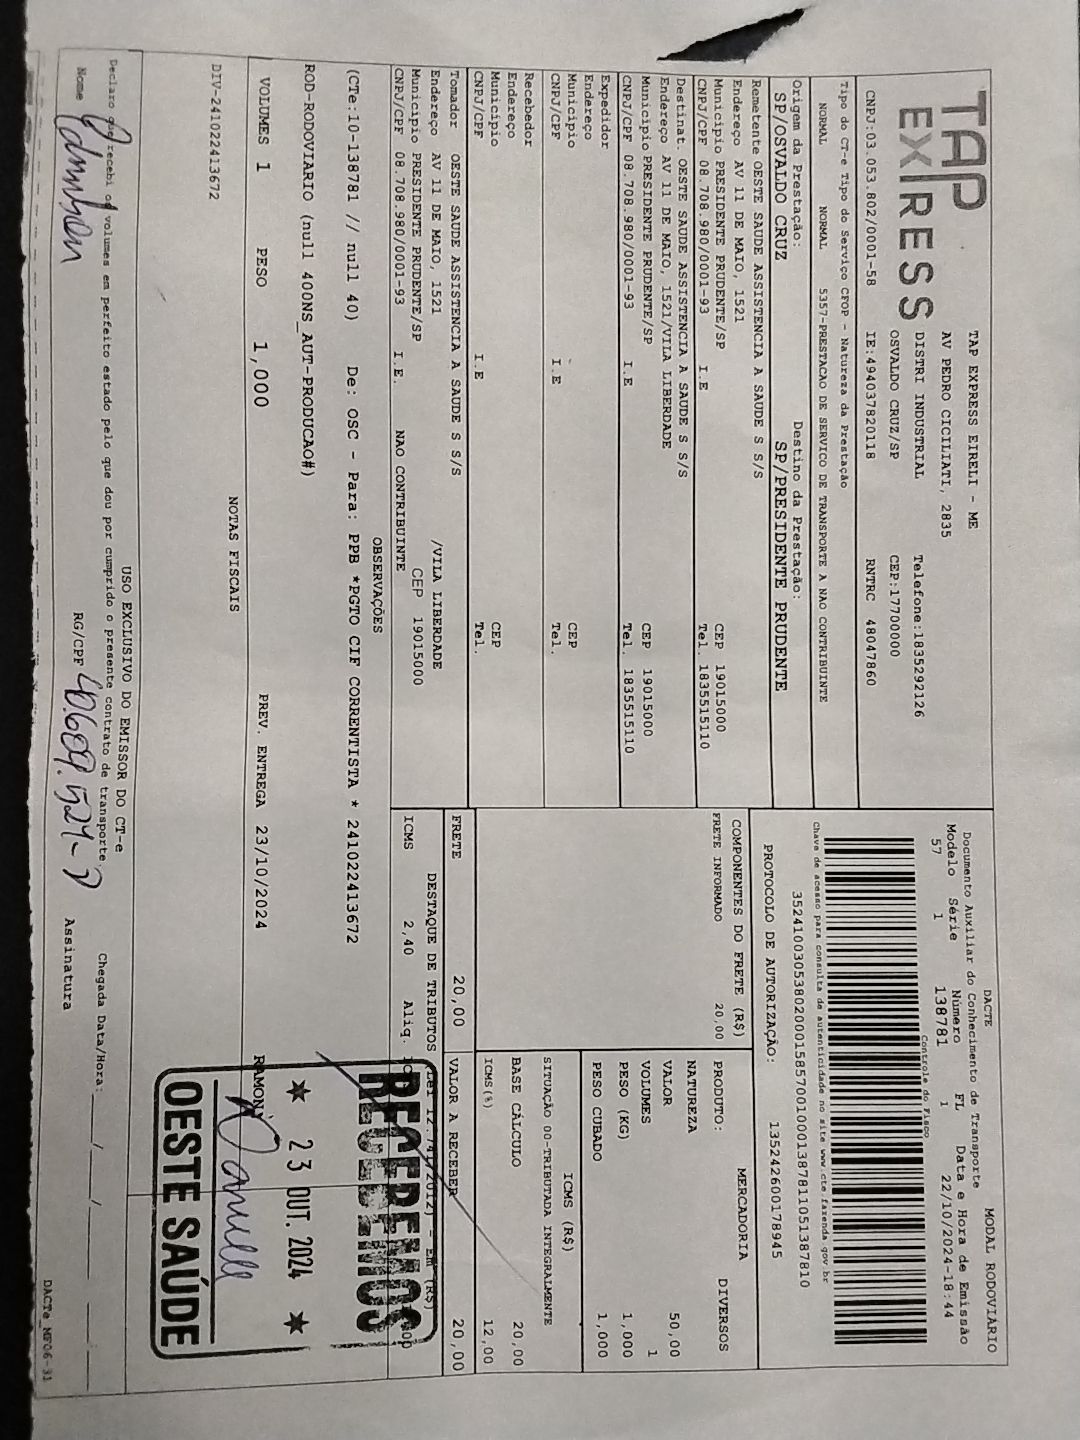 TAP EXPRESS
TAP EXPRESS EIRELI - ME
AV PEDRO CICILIATI, 2835
DISTRI INDUSTRIAL Telefone:1835292126
OSVALDO CRUZ/SP CEP:17700000
CNPJ:03.053.802/0001-58 IE:494037820118 RNTRC 48047860
DACTE MODAL RODOVIÁRIO
Documento Auxiliar do Conhecimento de Transporte
Modelo Série Número FL Data e Hora de Emissão
57 1 138781 1 22/10/2024-18:44
Controle do Fisco
Chave de acesso para consulta de autenticidade no site www.cte.fazenda.gov.br
35241003053802000158570010001387811051387810
PROTOCOLO DE AUTORIZAÇÃO: 135242600178945
Tipo do CT-e Tipo do Serviço CFOP - Natureza da Prestação
NORMAL NORMAL 5357-PRESTACAO DE SERVICO DE TRANSPORTE A NAO CONTRIBUINTE
Origem da Prestação: Destino da Prestação:
SP/OSVALDO CRUZ SP/PRESIDENTE PRUDENTE
Remetente OESTE SAUDE ASSISTENCIA A SAUDE S S/S
Endereço AV 11 DE MAIO, 1521
Município PRESIDENTE PRUDENTE/SP CEP 19015000
CNPJ/CPF 08.708.980/0001-93 I.E Tel. 1835515110
Destinat. OESTE SAUDE ASSISTENCIA A SAUDE S S/S
Endereço AV 11 DE MAIO, 1521/VILA LIBERDADE
Município PRESIDENTE PRUDENTE/SP CEP 19015000
CNPJ/CPF 08.708.980/0001-93 I.E Tel. 1835515110
Expedidor
Endereço
Município CEP
CNPJ/CPF I.E Tel.
Recebedor
Endereço
Município CEP
CNPJ/CPF I.E Tel.
Tomador OESTE SAUDE ASSISTENCIA A SAUDE S S/S
Endereço AV 11 DE MAIO, 1521 /VILA LIBERDADE
Município PRESIDENTE PRUDENTE/SP CEP 19015000
CNPJ/CPF 08.708.980/0001-93 I.E. NAO CONTRIBUINTE
COMPONENTES DO FRETE (R$)
FRETE INFORMADO 20,00
FRETE 20,00
MERCADORIA
PRODUTO: DIVERSOS
NATUREZA
VALOR 50,00
VOLUMES 1
PESO (KG) 1,000
PESO CUBADO 1,000
ICMS (R$)
SITUAÇÃO 00-TRIBUTADA INTEGRALMENTE
BASE CÁLCULO 20,00
ICMS(%) 12,00
VALOR A RECEBER 20,00
DESTAQUE DE TRIBUTOS (Lei 12.741/2012) - Em (R$)
ICMS 2,40 Aliq.
OBSERVAÇÕES
(CTe:10-138781 // null 40) De: OSC - Para: PPB *PGTO CIF CORRENTISTA * 241022413672
ROD-RODOVIARIO (null 400NS_AUT-PRODUCAO#)
VOLUMES 1 PESO 1,000 PREV. ENTREGA 23/10/2024 RAMON
NOTAS FISCAIS
DIV-241022413672
RECEBEMOS
★ 23 OUT. 2024 ★
OESTE SAÚDE
USO EXCLUSIVO DO EMISSOR DO CT-e
Declaro que recebi os volumes em perfeito estado pelo que dou por cumprido o presente contrato de transporte. Chegada Data/Hora: ____/____/____ ____:____
Nome RG/CPF 40.609.524-7 Assinatura
DACTe_MF06-31